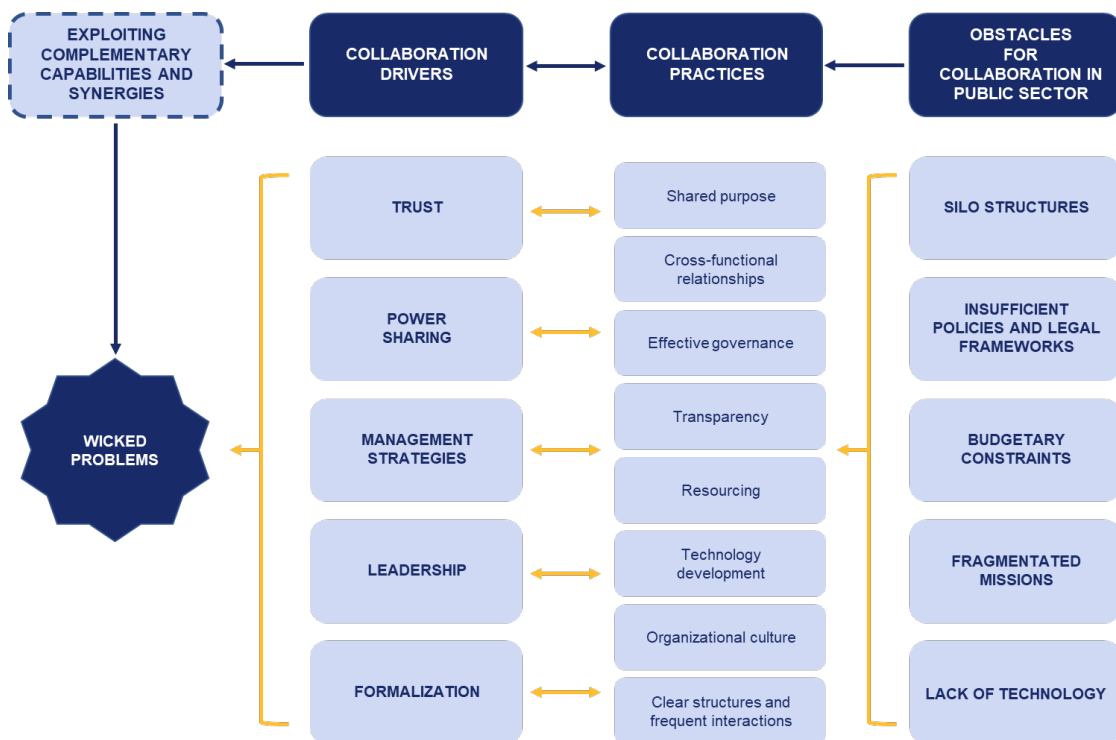 EXPLOITING
COMPLEMENTARY
CAPABILITIES AND
SYNERGIES
COLLABORATION
DRIVERS
COLLABORATION
PRACTICES
OBSTACLES
FOR
COLLABORATION IN
PUBLIC SECTOR
WICKED
PROBLEMS
TRUST
POWER
SHARING
MANAGEMENT
STRATEGIES
LEADERSHIP
FORMALIZATION
Shared purpose
Cross-functional
relationships
Effective governance
Transparency
Resourcing
Technology
development
Organizational culture
Clear structures and
frequent interactions
SILO STRUCTURES
INSUFFICIENT
POLICIES AND LEGAL
FRAMEWORKS
BUDGETARY
CONSTRAINTS
FRAGMENTATED
MISSIONS
LACK OF TECHNOLOGY